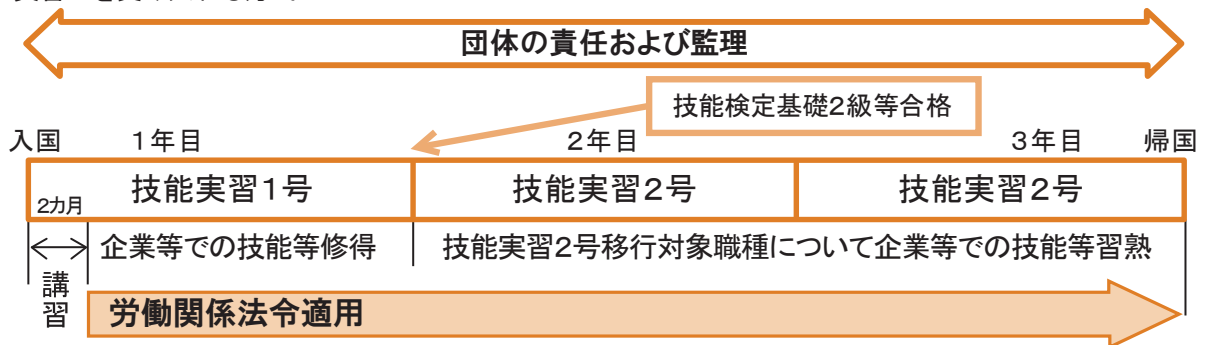 団体の責任および監理
技能検定基礎2級等合格
入国 1年目 2年目 3年目 帰国
技能実習1号 技能実習2号 技能実習2号
2カ月
企業等での技能等修得 技能実習2号移行対象職種について企業等での技能等習熟
講習
労働関係法令適用